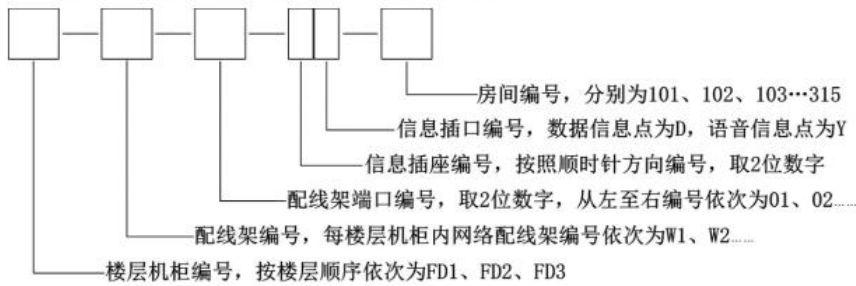 房间编号，分别为101、102、103…315
信息插口编号，数据信息点为D，语音信息点为Y
信息插座编号，按照顺时针方向编号，取2位数字
配线架端口编号，取2位数字，从左至右编号依次为01、02……
配线架编号，每楼层机柜内网络配线架编号依次为W1、W2……
楼层机柜编号，按楼层顺序依次为FD1、FD2、FD3